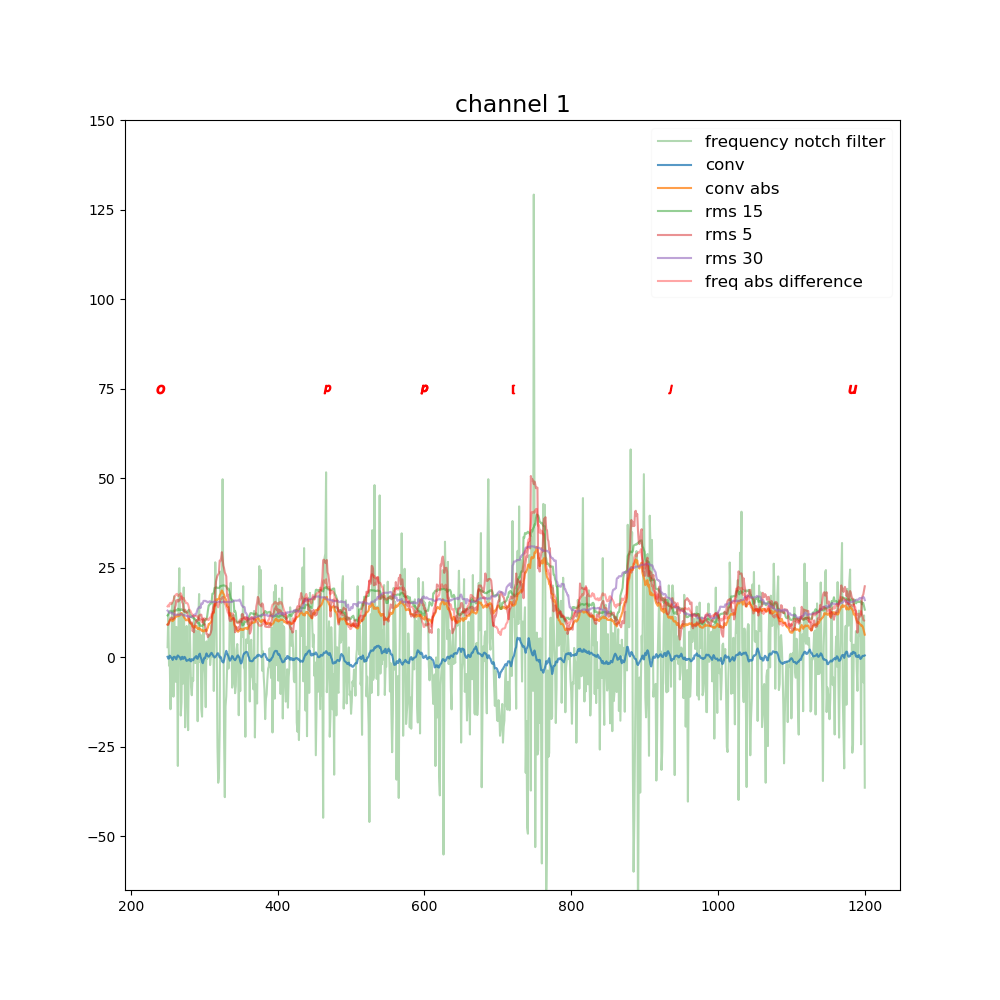 channel 1
150
125
100
75
50
25
0
−25
−50
frequency notch filter
conv
conv abs
rms 15
rms 5
rms 30
freq abs difference
o p p u
200 400 600 800 1000 1200